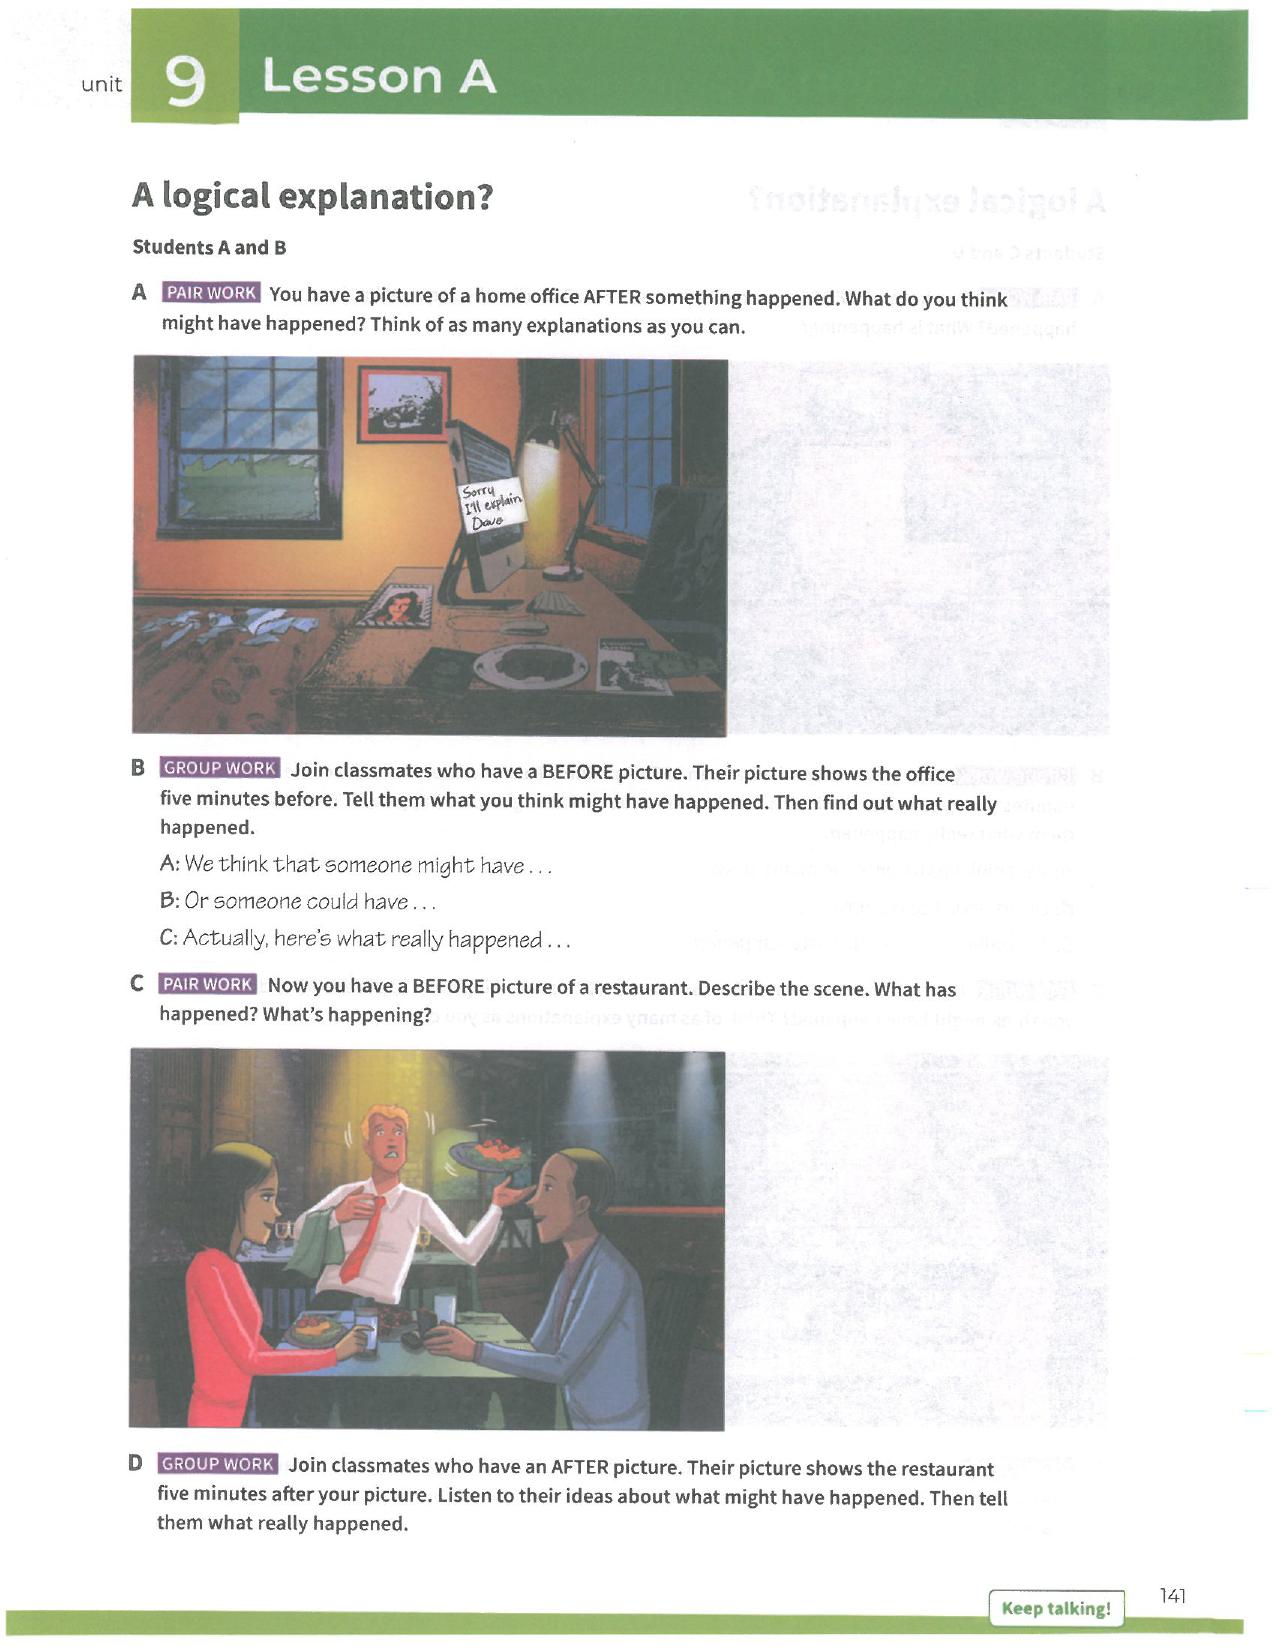 unit 9 Lesson A
A logical explanation?
Students A and B
A PAIR WORK You have a picture of a home office AFTER something happened. What do you think
might have happened? Think of as many explanations as you can.
Sorry
I'll explain
Dave
B GROUP WORK Join classmates who have a BEFORE picture. Their picture shows the office
five minutes before. Tell them what you think might have happened. Then find out what really
happened.
A: We think that someone might have . . .
B: Or someone could have . . .
C: Actually, here's what really happened . . .
C PAIR WORK Now you have a BEFORE picture of a restaurant. Describe the scene. What has
happened? What's happening?
D GROUP WORK Join classmates who have an AFTER picture. Their picture shows the restaurant
five minutes after your picture. Listen to their ideas about what might have happened. Then tell
them what really happened.
Keep talking! 141